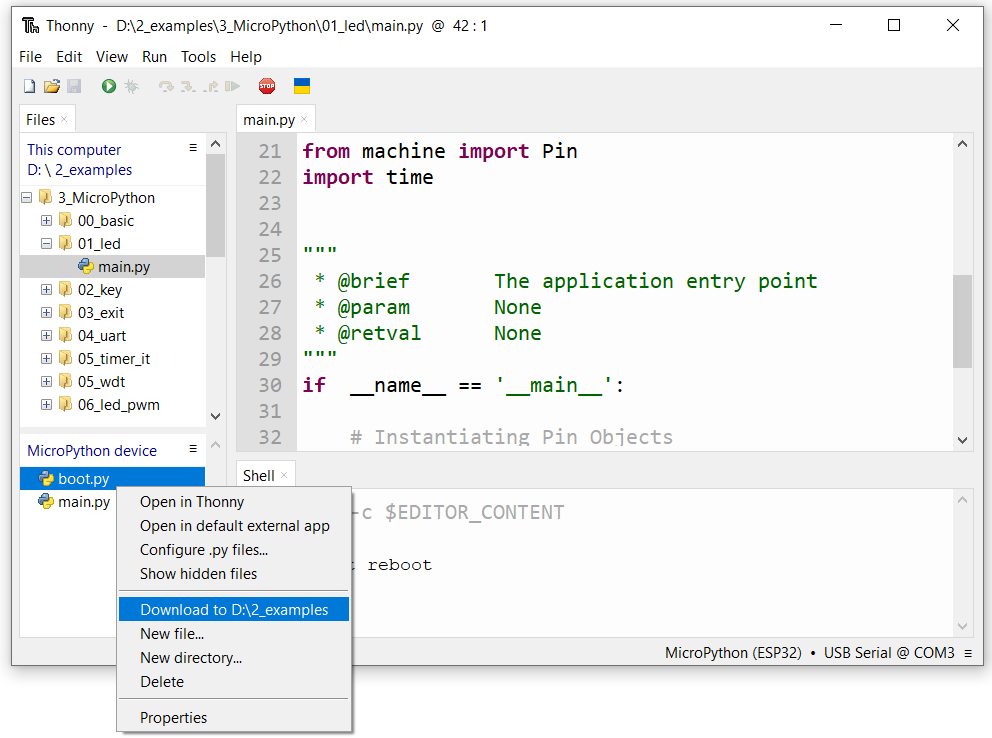 Thonny - D:\2_examples\3_MicroPython\01_led\main.py @ 42 : 1
File Edit View Run Tools Help
STOP
Files ×
This computer
D: \ 2_examples
3_MicroPython
00_basic
01_led
main.py
02_key
03_exit
04_uart
05_timer_it
05_wdt
06_led_pwm
MicroPython device
boot.py
main.py
main.py ×
21 from machine import Pin
22 import time
23
24
25 """
26 * @brief The application entry point
27 * @param None
28 * @retval None
29 """
30 if __name__ == '__main__':
31
32 # Instantiating Pin Objects
Shell ×
-c $EDITOR_CONTENT
reboot
Open in Thonny
Open in default external app
Configure .py files...
Show hidden files
Download to D:\2_examples
New file...
New directory...
Delete
Properties
MicroPython (ESP32) • USB Serial @ COM3 ≡